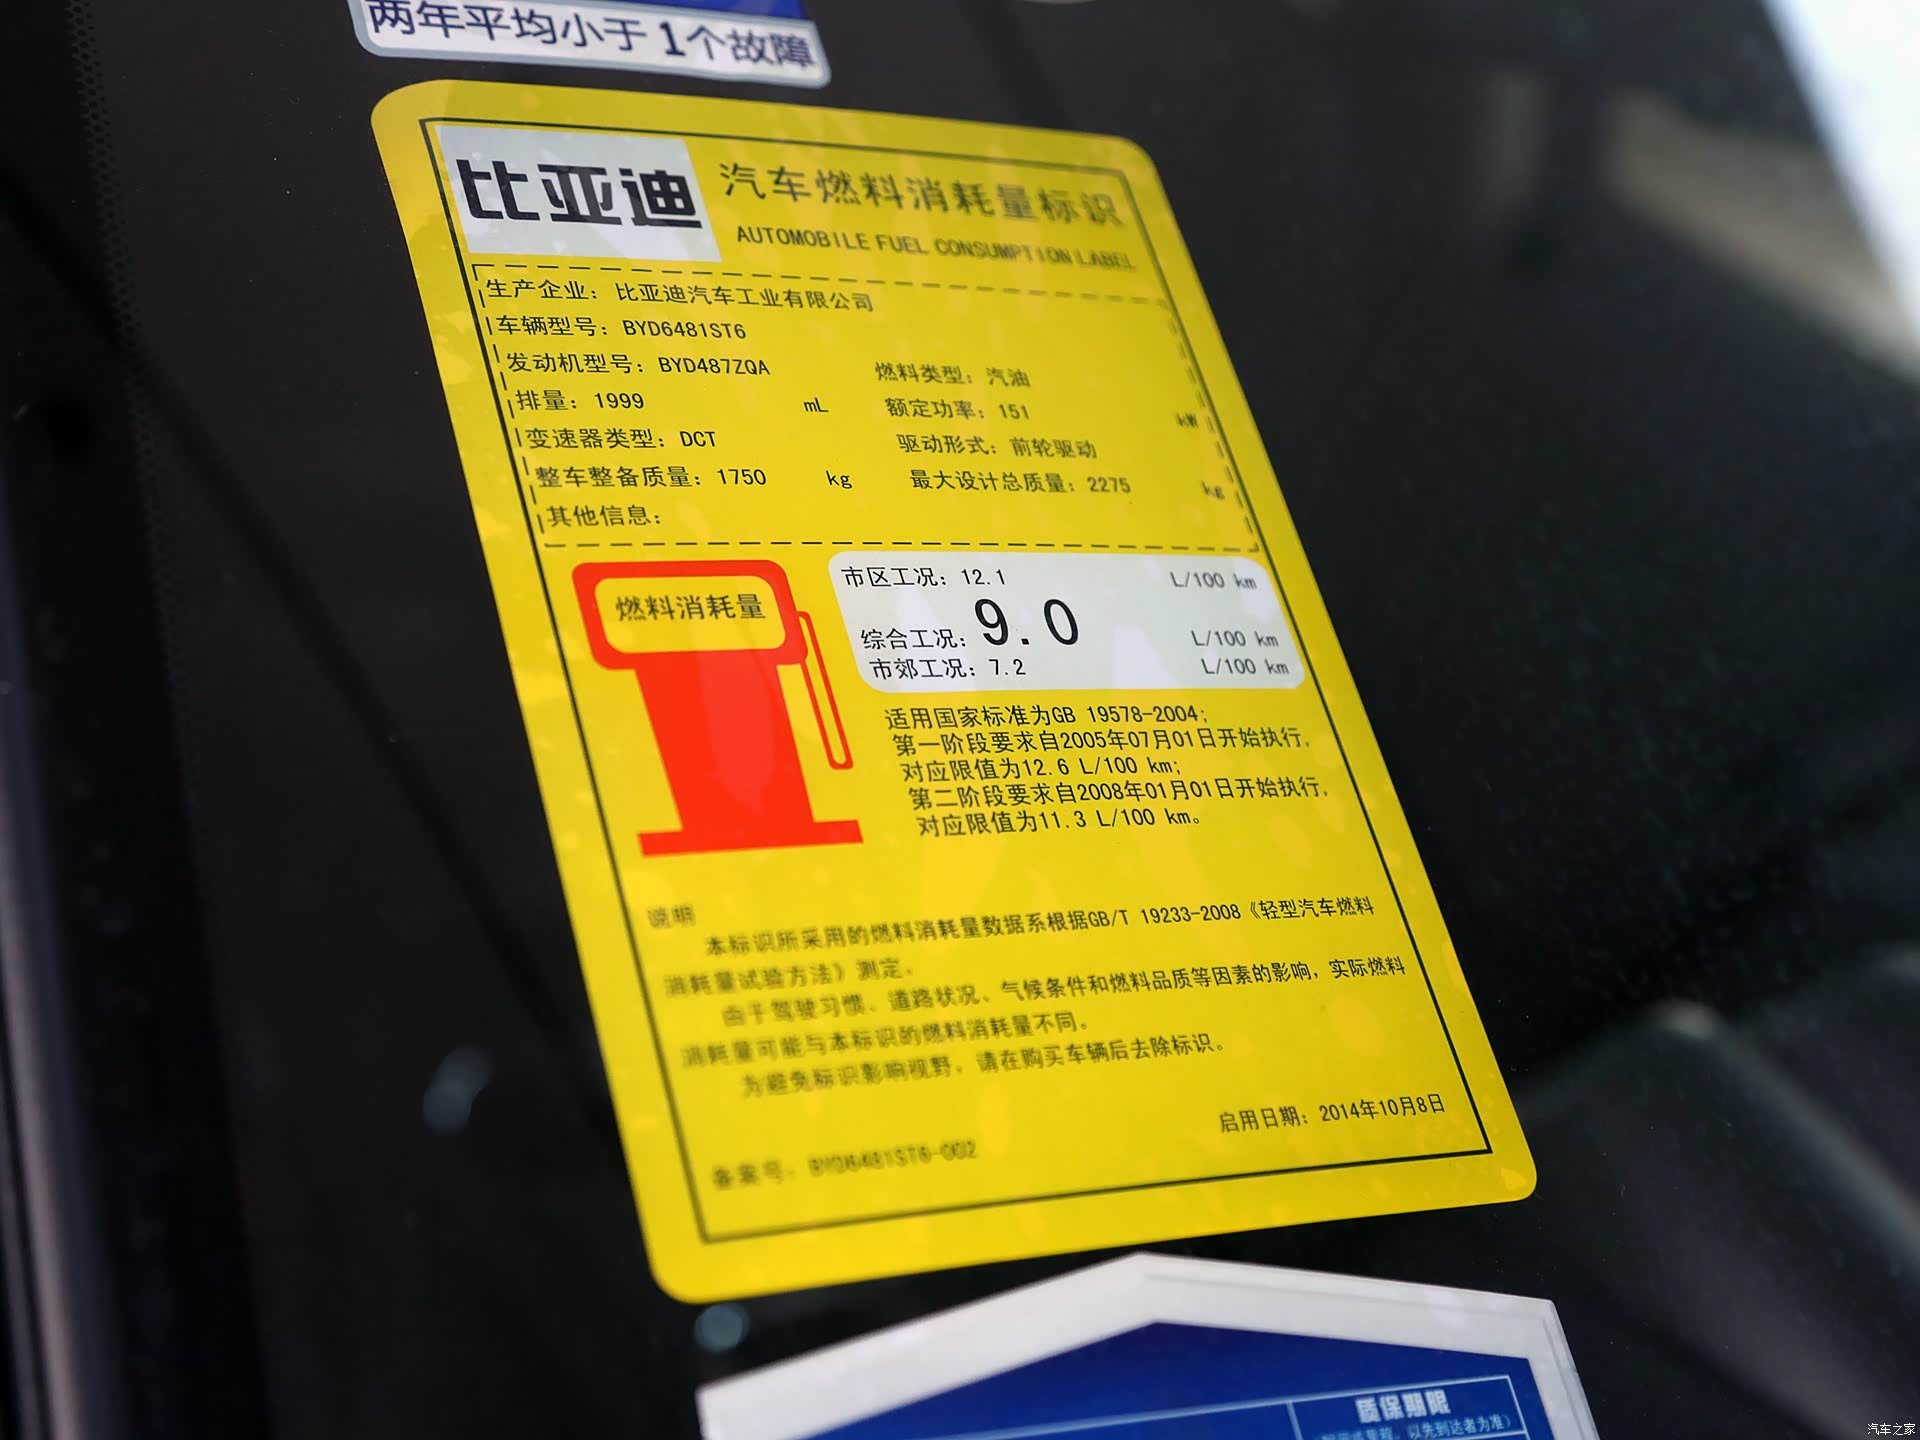 两年平均小于1个故障
比亚迪
汽车燃料消耗量标识
AUTOMOBILE FUEL CONSUMPTION LABEL
生产企业：比亚迪汽车工业有限公司
车辆型号：BYD6481ST6
发动机型号：BYD487ZQA 燃料类型：汽油
排量：1999 mL 额定功率：151 kW
变速器类型：DCT 驱动形式：前轮驱动
整车整备质量：1750 kg 最大设计总质量：2275 kg
其他信息：
燃料消耗量
市区工况：12.1 L/100 km
综合工况：9.0 L/100 km
市郊工况：7.2 L/100 km
适用国家标准为GB 19578-2004;
第一阶段要求自2005年07月01日开始执行,
对应限值为12.6 L/100 km;
第二阶段要求自2008年01月01日开始执行,
对应限值为11.3 L/100 km。
说明
本标识所采用的燃料消耗量数据系根据GB/T 19233-2008《轻型汽车燃料
消耗量试验方法》测定.
由于驾驶习惯、道路状况、气候条件和燃料品质等因素的影响，实际燃料
消耗量可能与本标识的燃料消耗量不同。
为避免标识影响视野，请在购买车辆后去除标识。
启用日期：2014年10月8日
备案号：BYD6481ST6-002
质保期限
以先到达者为准）
汽车之家